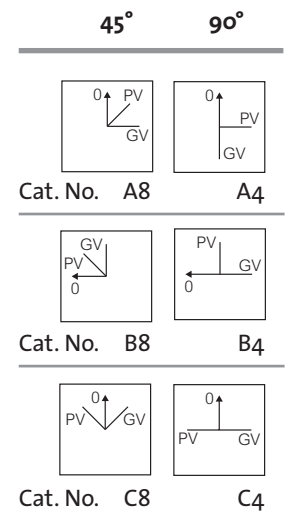 45° 90°
0 PV 0
PV
GV
GV
Cat. No. A8 A4
GV PV
PV GV
0 0
Cat. No. B8 B4
0 0
PV GV
PV GV
Cat. No. C8 C4